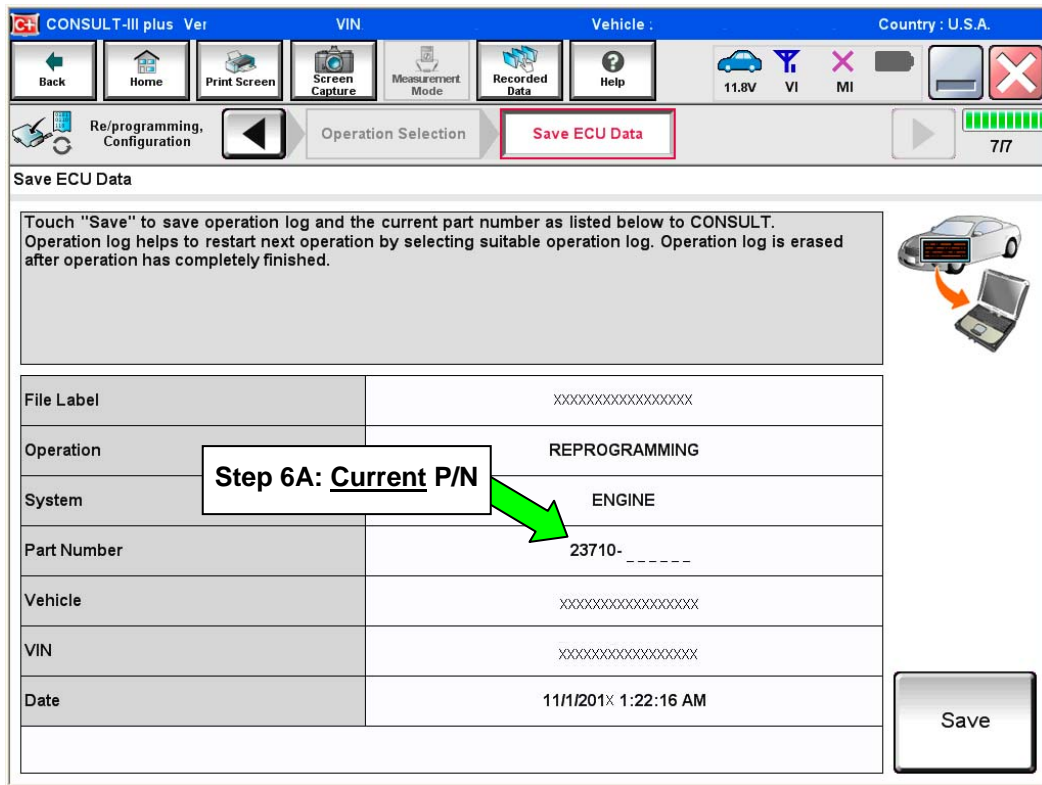 C+ CONSULT-III plus Ver VIN Vehicle : Country : U.S.A.
Back Home Print Screen Screen Capture Measurement Mode Recorded Data Help 11.8V VI MI
Re/programming, Configuration Operation Selection Save ECU Data 7/7
Save ECU Data
Touch "Save" to save operation log and the current part number as listed below to CONSULT.
Operation log helps to restart next operation by selecting suitable operation log. Operation log is erased
after operation has completely finished.
File Label XXXXXXXXXXXXXXXXX
Operation REPROGRAMMING
Step 6A: Current P/N
System ENGINE
Part Number 23710-_ _ _ _ _ _
Vehicle XXXXXXXXXXXXXXXXX
VIN XXXXXXXXXXXXXXXXX
Date 11/1/201X 1:22:16 AM
Save